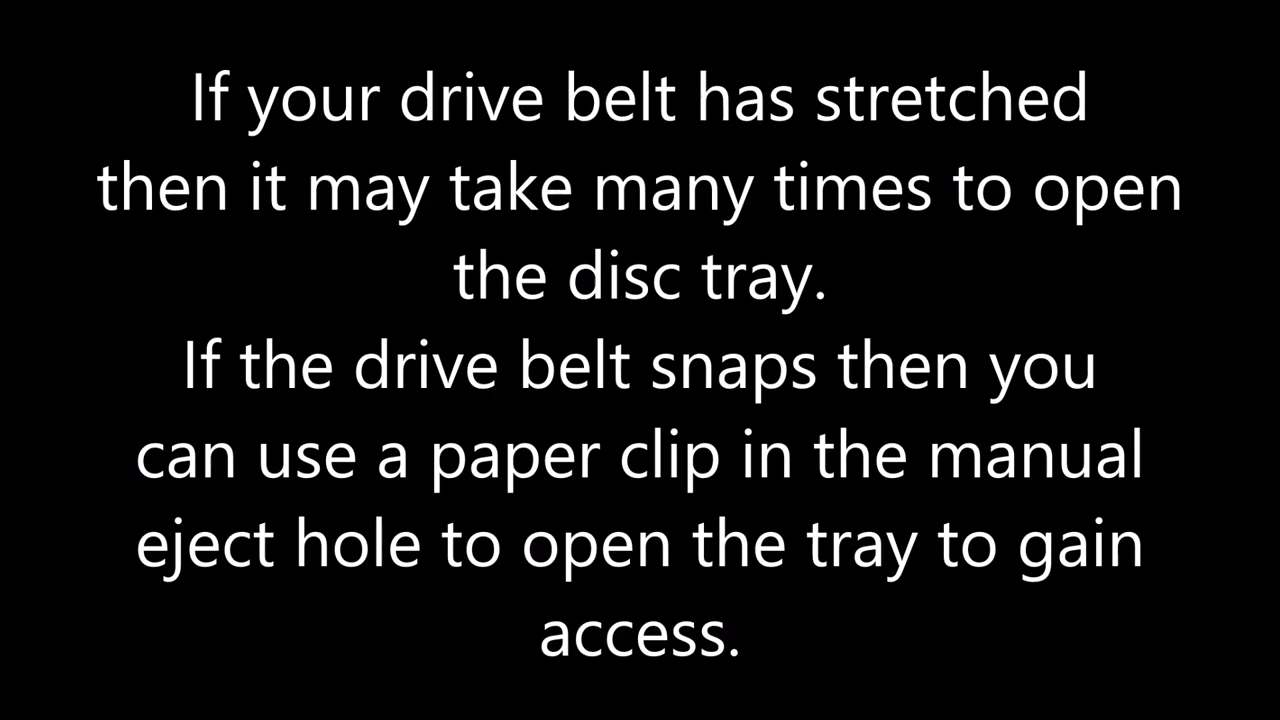 If your drive belt has stretched
then it may take many times to open
the disc tray.
If the drive belt snaps then you
can use a paper clip in the manual
eject hole to open the tray to gain
access.